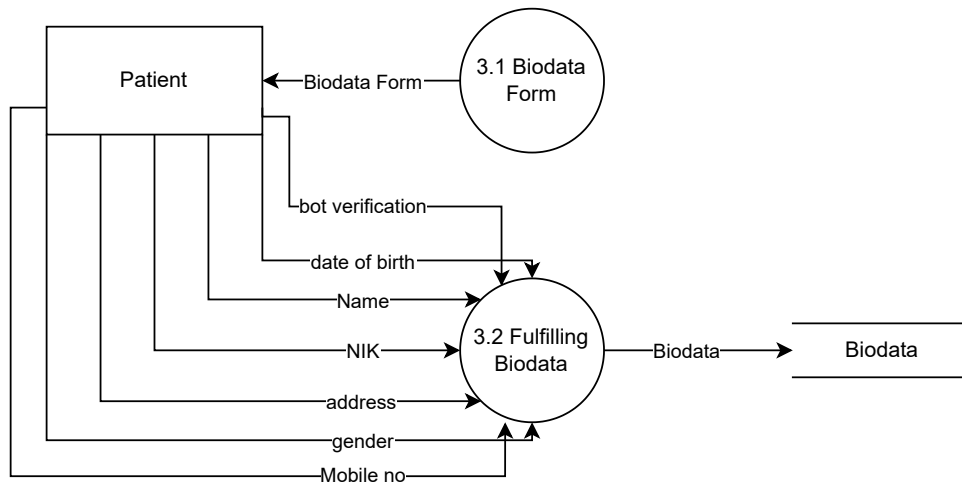 Patient
Biodata Form
3.1 Biodata
Form
bot verification
date of birth
Name
NIK
address
gender
Mobile no
3.2 Fulfilling
Biodata
Biodata
Biodata